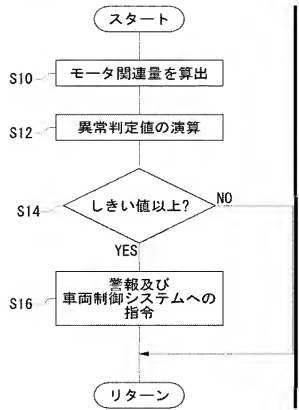 スタート
S10
モータ関連量を算出
S12
異常判定値の演算
S14
しきい値以上?
NO
YES
S16
警報及び
車両制御システムへの
指令
リターン